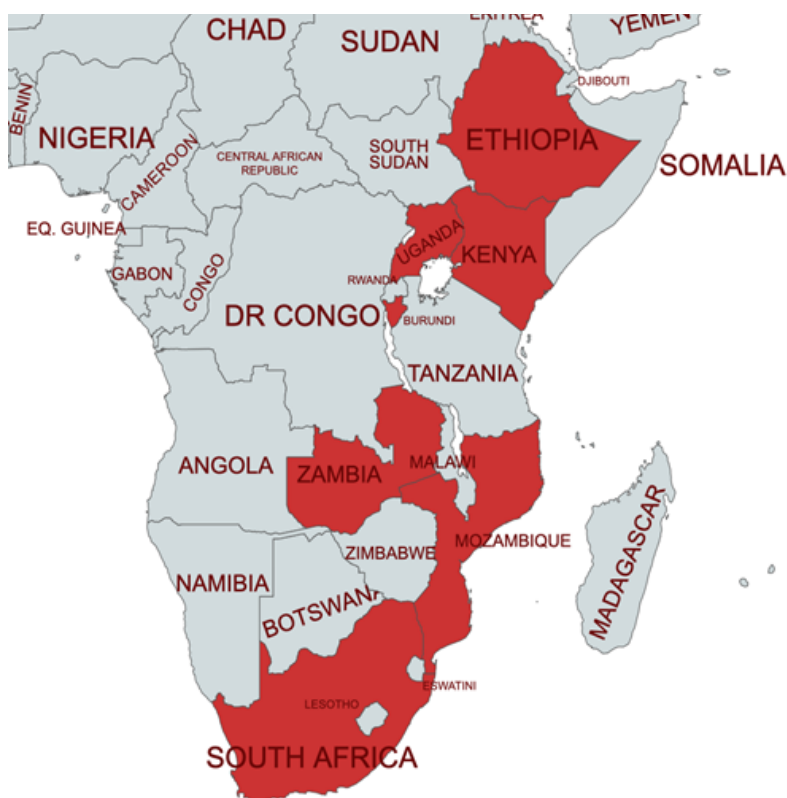 ERITREA
YEMEN
CHAD
SUDAN
DJIBOUTI
BENIN
NIGERIA
ETHIOPIA
SOUTH
SUDAN
CENTRAL AFRICAN
REPUBLIC
CAMEROON
SOMALIA
EQ. GUINEA
UGANDA
KENYA
GABON
CONGO
RWANDA
DR CONGO
BURUNDI
TANZANIA
ANGOLA
ZAMBIA
MALAWI
MOZAMBIQUE
ZIMBABWE
MADAGASCAR
NAMIBIA
BOTSWANA
ESWATINI
LESOTHO
SOUTH AFRICA